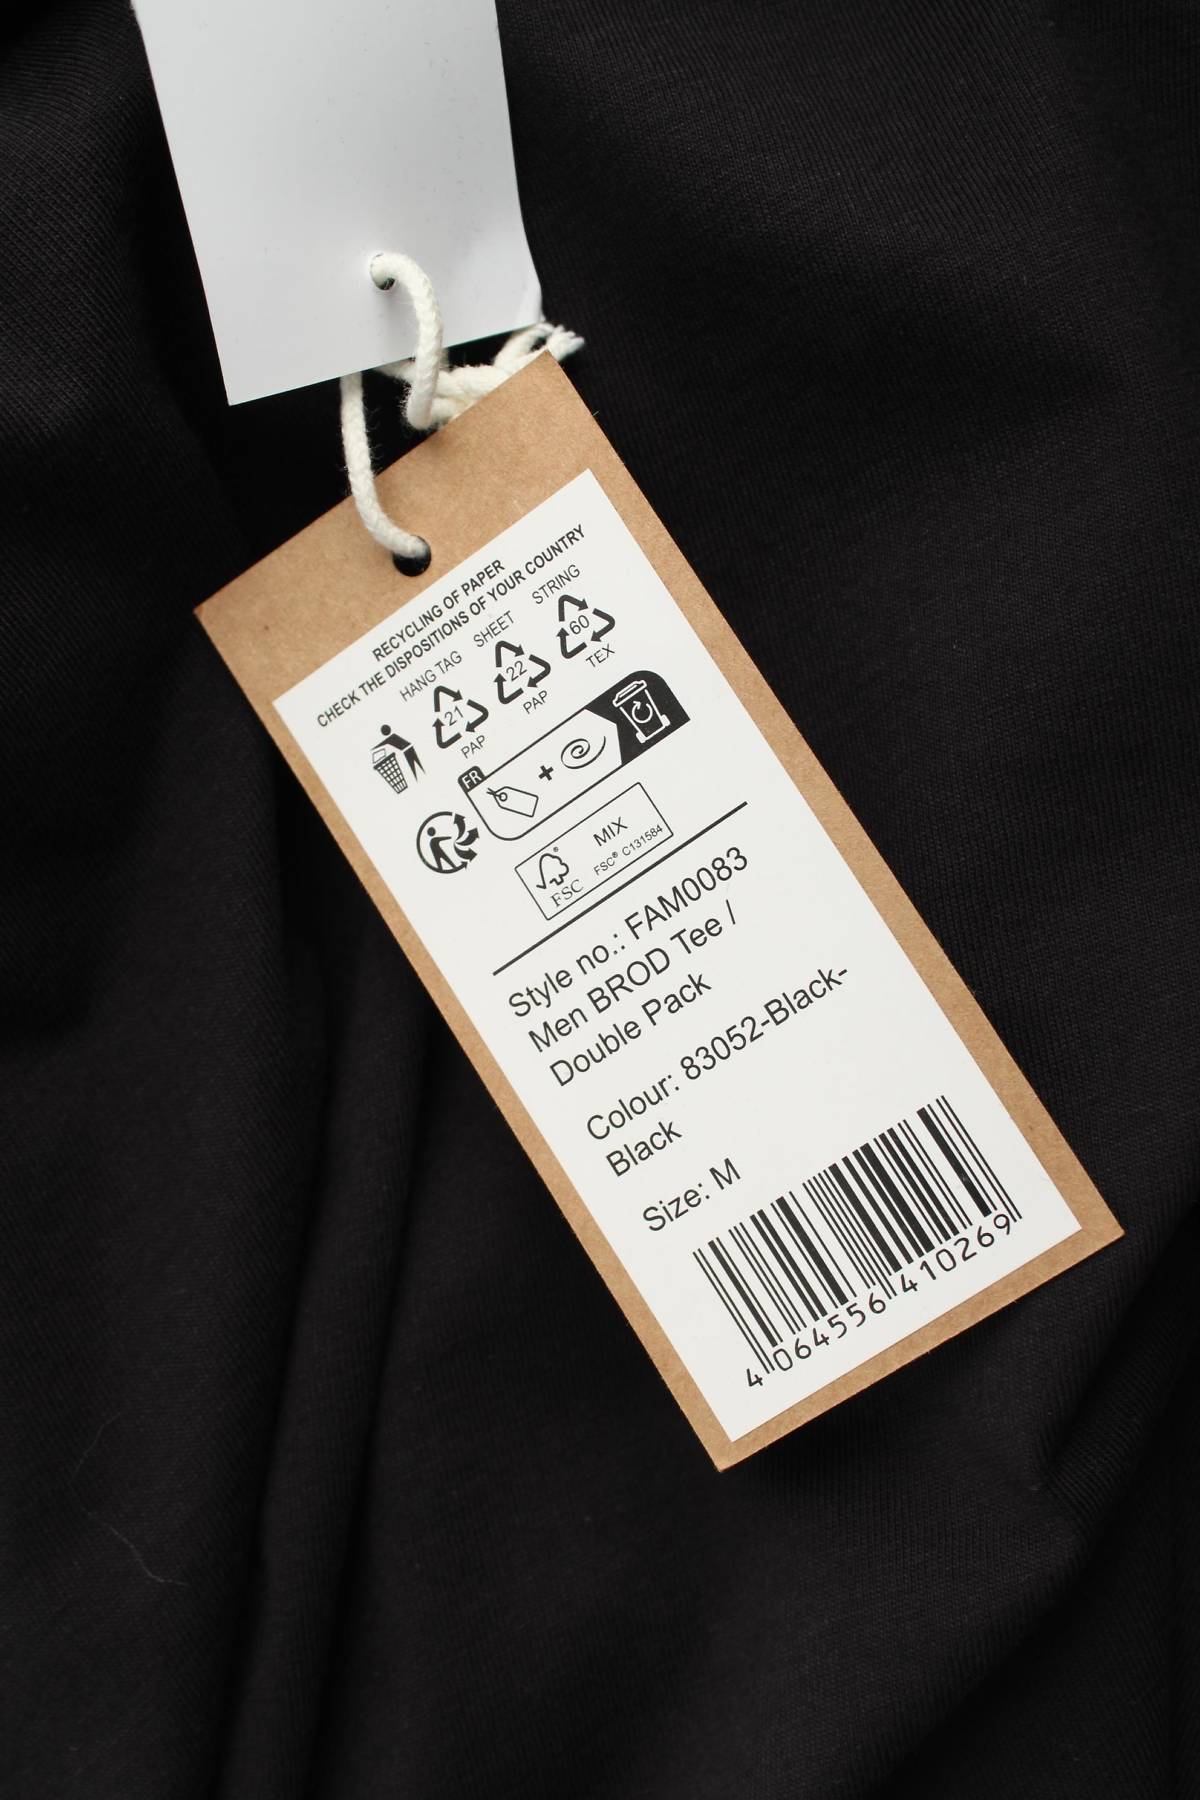 RECYCLING OF PAPER
CHECK THE DISPOSITIONS OF YOUR COUNTRY
HANG TAG SHEET STRING
21 22 60
PAP PAP TEX
FR
+
FSC
MIX
FSC® C131584
Style no.: FAM0083
Men BROD Tee /
Double Pack
Colour: 83052-Black-
Black
Size: M
4 064556 410269